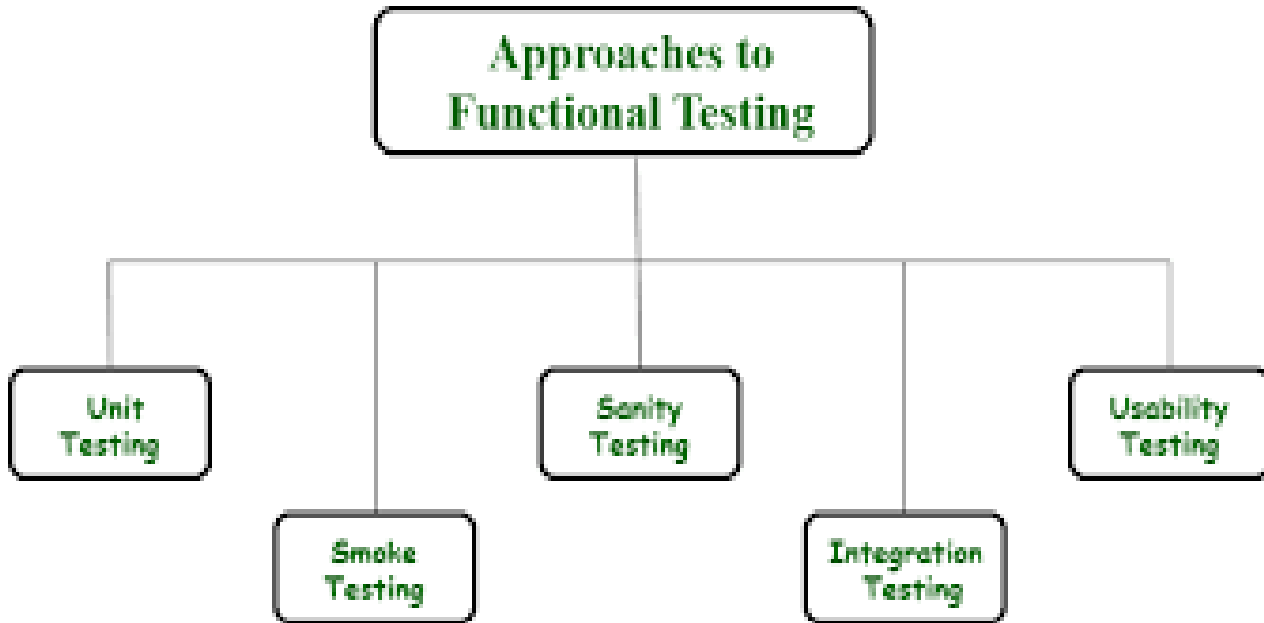 Approaches to
Functional Testing
Unit
Testing
Smoke
Testing
Sanity
Testing
Integration
Testing
Usability
Testing